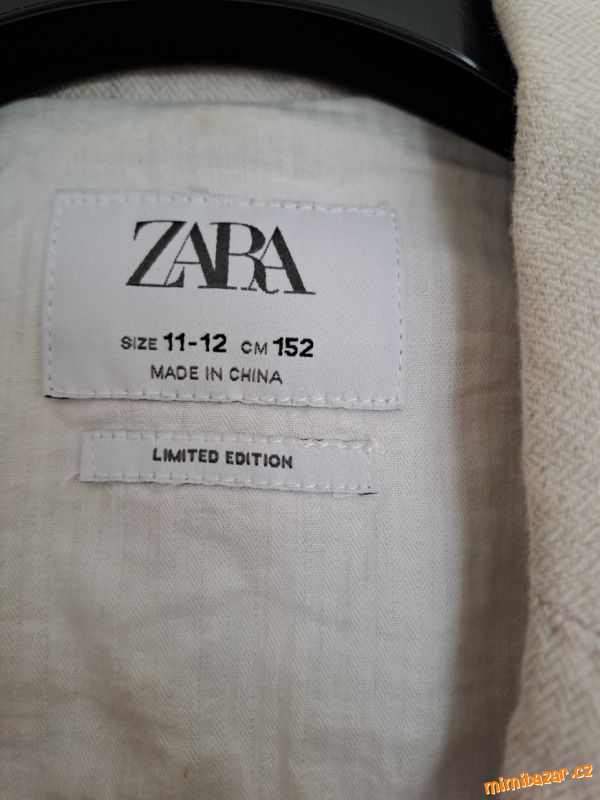 ZARA
SIZE 11-12 CM 152
MADE IN CHINA
LIMITED EDITION
mimibazar.cz